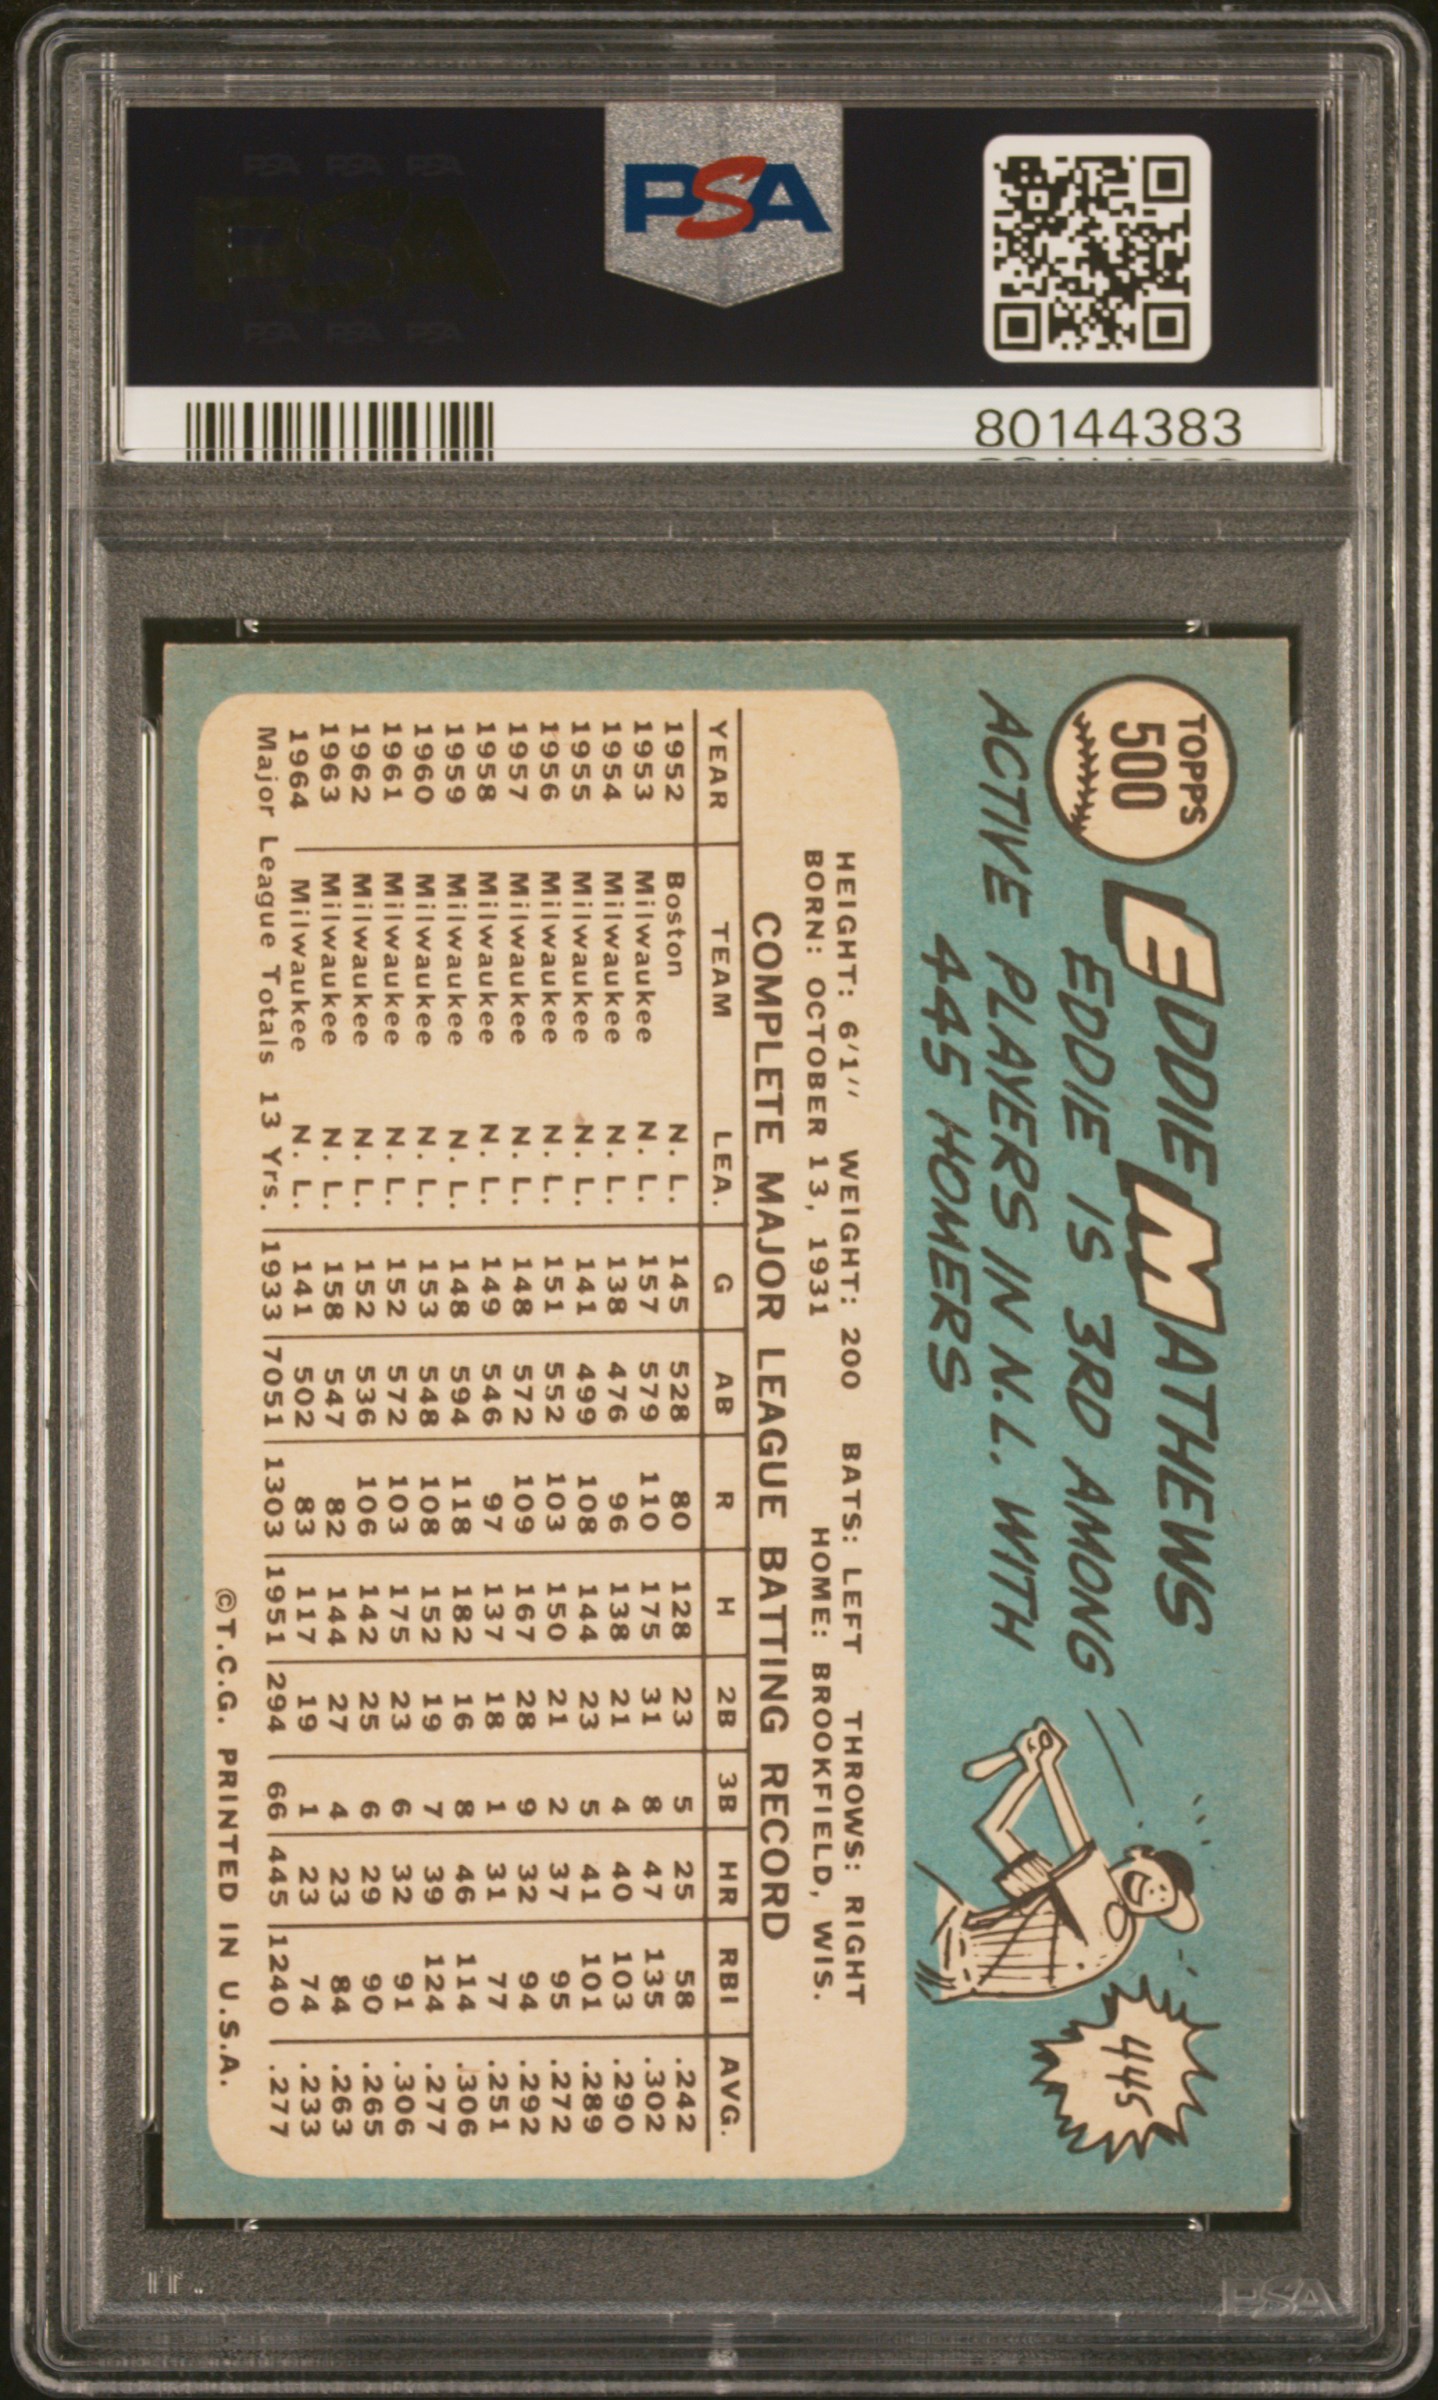 PSA
PSA PSA PSA
PSA
PSA PSA PSA
80144383
TOPPS
500
EDDIE MATHEWS
EDDIE IS 3RD AMONG
ACTIVE PLAYERS IN N.L. WITH
445 HOMERS
445
HEIGHT: 6'1" WEIGHT: 200 BATS: LEFT THROWS: RIGHT
BORN: OCTOBER 13, 1931 HOME: BROOKFIELD, WIS.
COMPLETE MAJOR LEAGUE BATTING RECORD
YEAR TEAM LEA. G AB R H 2B 3B HR RBI AVG.
1952 Boston N. L. 145 528 80 128 23 5 25 58 .242
1953 Milwaukee N. L. 157 579 110 175 31 8 47 135 .302
1954 Milwaukee N. L. 138 476 96 138 21 4 40 103 .290
1955 Milwaukee N. L. 141 499 108 144 23 5 41 101 .289
1956 Milwaukee N. L. 151 552 103 150 21 2 37 95 .272
1957 Milwaukee N. L. 148 572 109 167 28 9 32 94 .292
1958 Milwaukee N. L. 149 546 97 137 18 1 31 77 .251
1959 Milwaukee N. L. 148 594 118 182 16 8 46 114 .306
1960 Milwaukee N. L. 153 548 108 152 19 7 39 124 .277
1961 Milwaukee N. L. 152 572 103 175 23 6 32 91 .306
1962 Milwaukee N. L. 152 536 106 142 25 6 29 90 .265
1963 Milwaukee N. L. 158 547 82 144 27 4 23 84 .263
1964 Milwaukee N. L. 141 502 83 117 19 1 23 74 .233
Major League Totals 13 Yrs. 1933 7051 1303 1951 294 66 445 1240 .277
©T.C.G. PRINTED IN U.S.A.
PSA